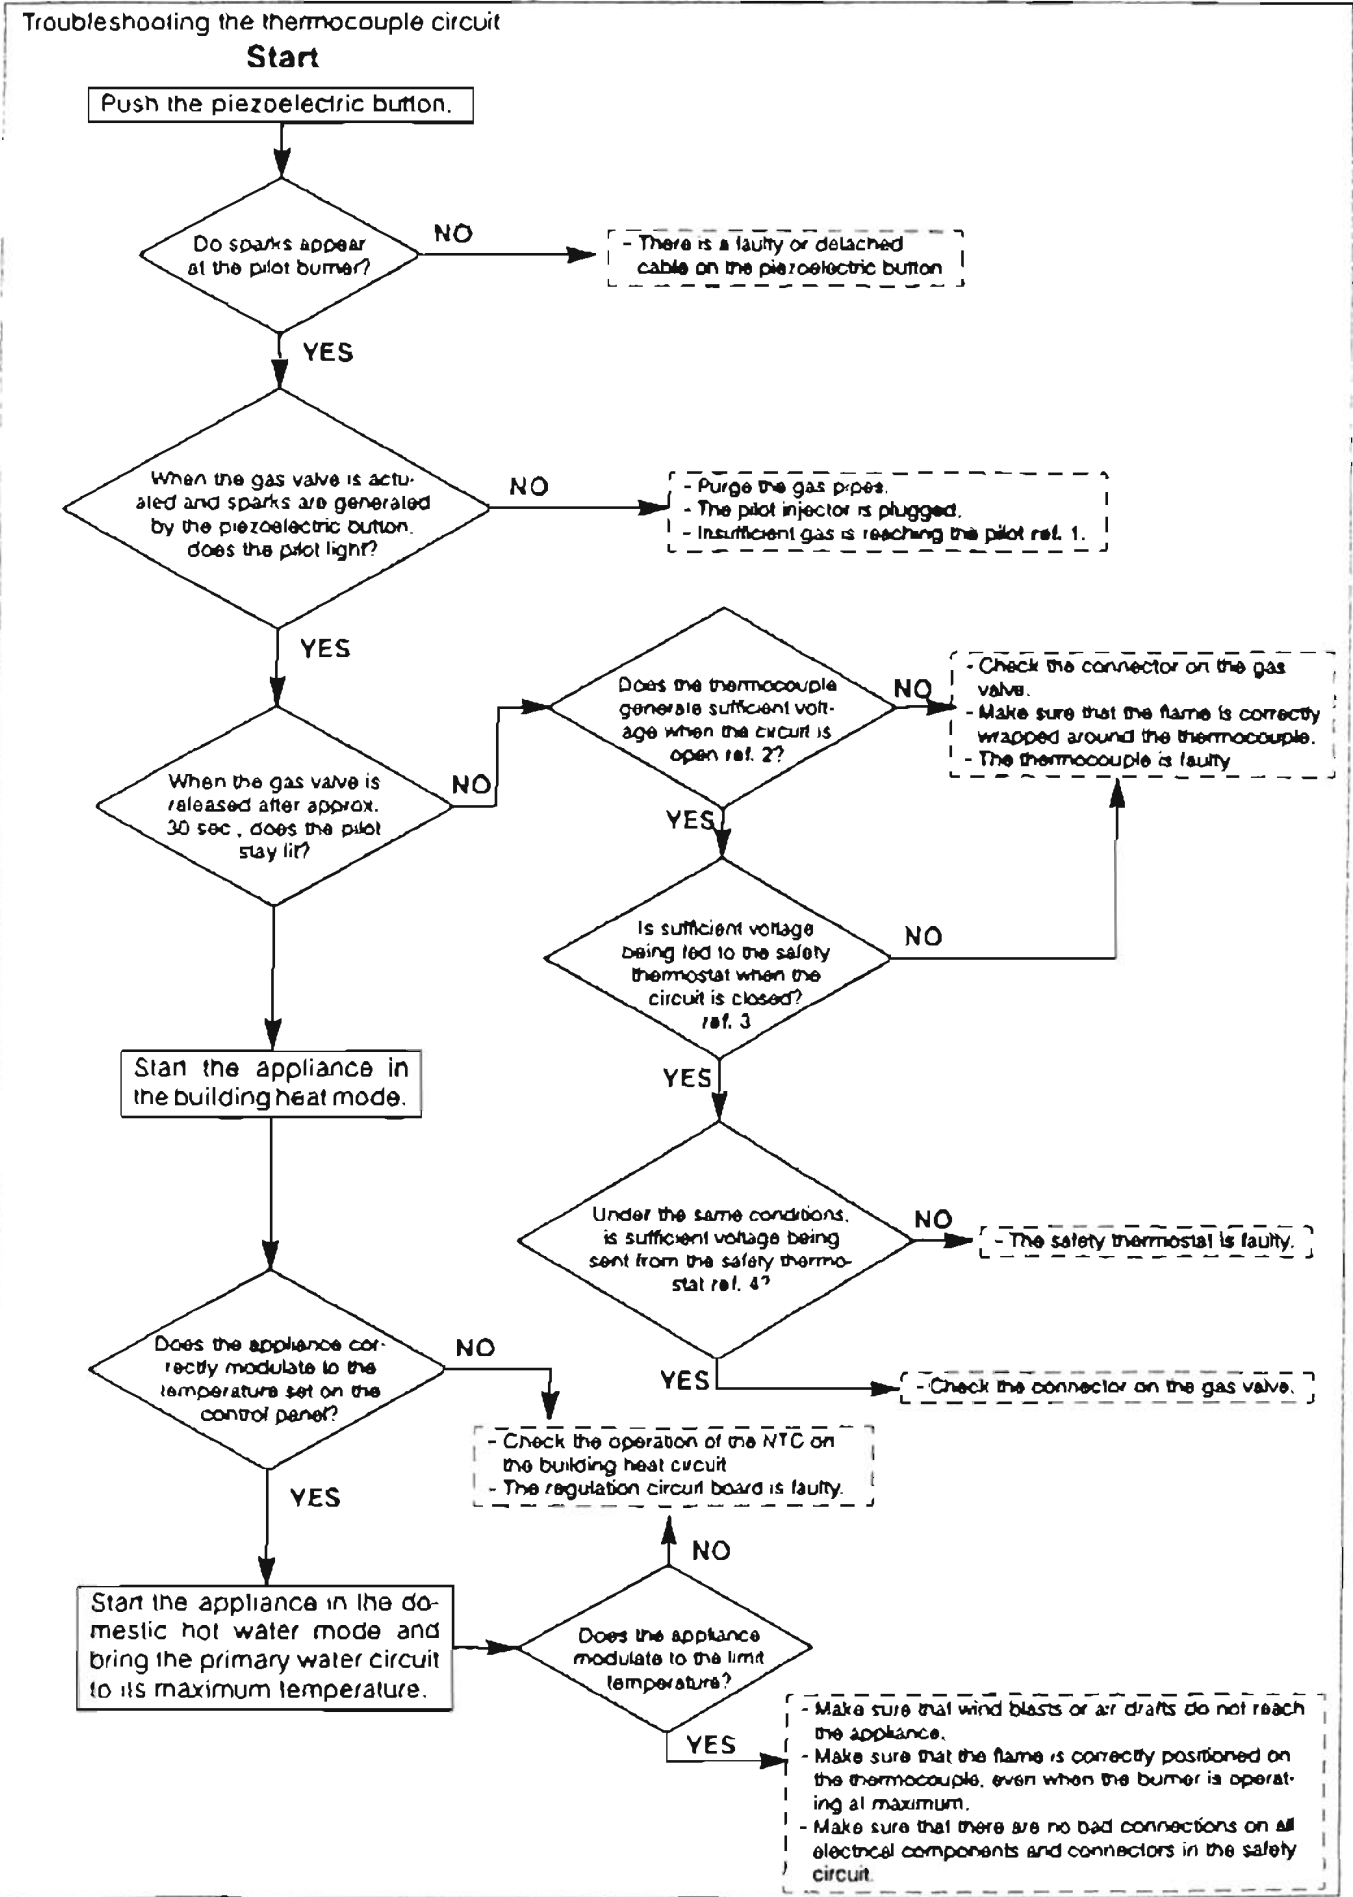 Troubleshooting the thermocouple circuit
Start
Push the piezoelectric button.
Do sparks appear
at the pilot burner?
NO
- There is a faulty or detached
cable on the piezoelectric button
YES
When the gas valve is actu-
ated and sparks are generated
by the piezoelectric button,
does the pilot light?
NO
- Purge the gas pipes.
- The pilot injector is plugged.
- Insufficient gas is reaching the pilot ref. 1.
YES
When the gas valve is
released after approx.
30 sec., does the pilot
stay lit?
NO
Does the thermocouple
generate sufficient volt-
age when the circuit is
open ref. 2?
NO
- Check the connector on the gas
valve.
- Make sure that the flame is correctly
wrapped around the thermocouple.
- The thermocouple is faulty
YES
Is sufficient voltage
being fed to the safety
thermostat when the
circuit is closed?
ref. 3
NO
YES
Start the appliance in
the building heat mode.
Under the same conditions,
is sufficient voltage being
sent from the safety thermo-
stat ref. 4?
NO
- The safety thermostat is faulty.
YES
- Check the connector on the gas valve.
Does the appliance cor-
rectly modulate to the
temperature set on the
control panel?
NO
- Check the operation of the NTC on
the building heat circuit
- The regulation circuit board is faulty.
YES
Start the appliance in the do-
mestic hot water mode and
bring the primary water circuit
to its maximum temperature.
NO
Does the appliance
modulate to the limit
temperature?
YES
- Make sure that wind blasts or air drafts do not reach
the appliance.
- Make sure that the flame is correctly positioned on
the thermocouple, even when the burner is operat-
ing at maximum.
- Make sure that there are no bad connections on all
electrical components and connectors in the safety
circuit.